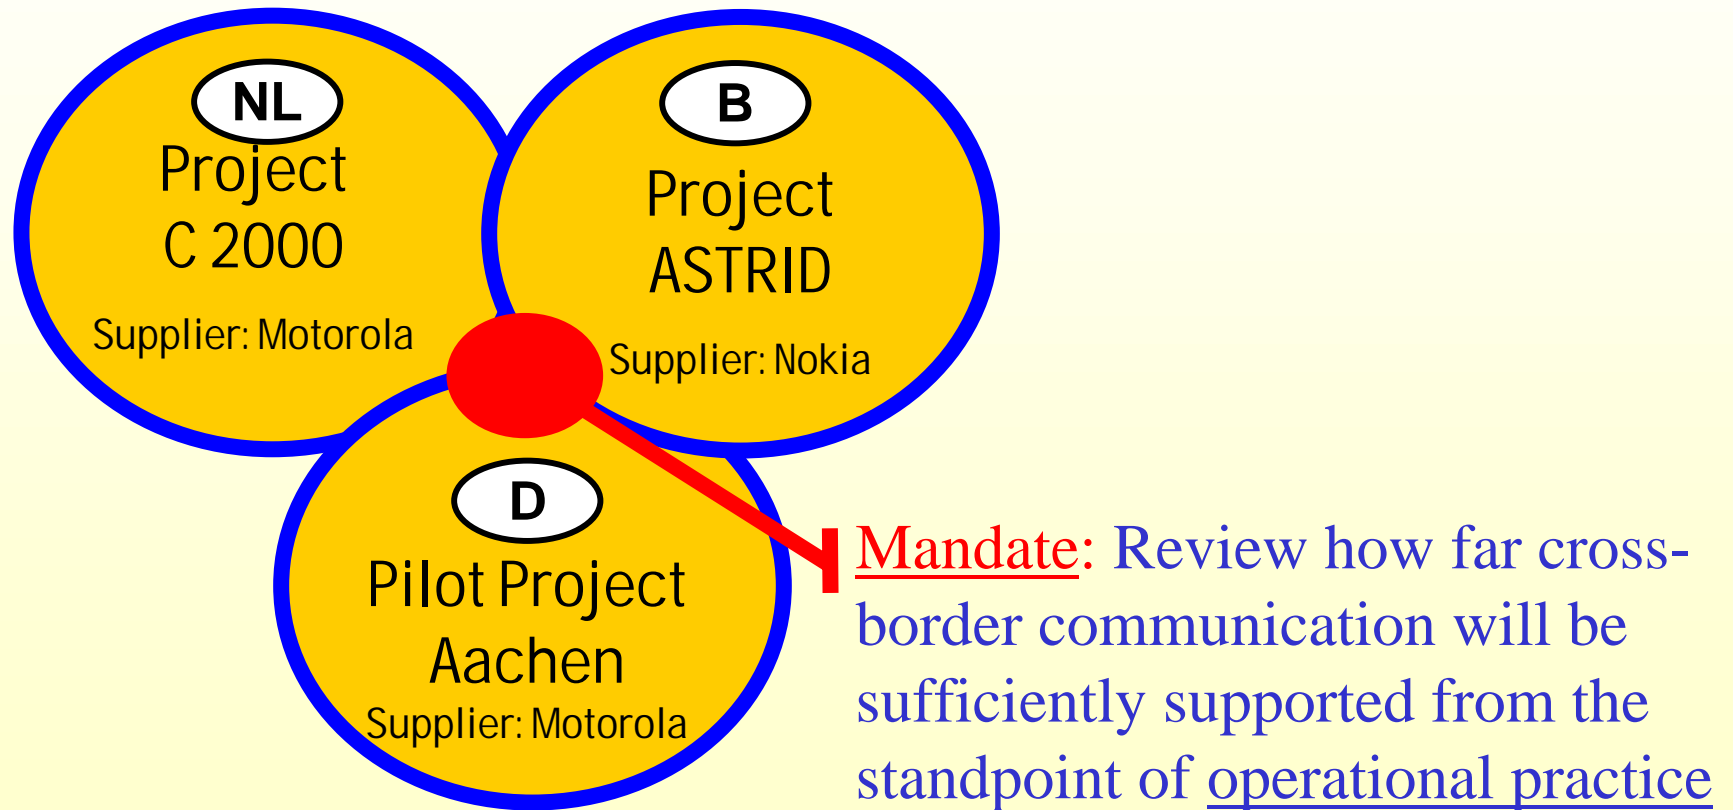 NL
Project
C 2000
Supplier: Motorola
B
Project
ASTRID
Supplier: Nokia
D
Pilot Project
Aachen
Supplier: Motorola
Mandate: Review how far cross-
border communication will be
sufficiently supported from the
standpoint of operational practice